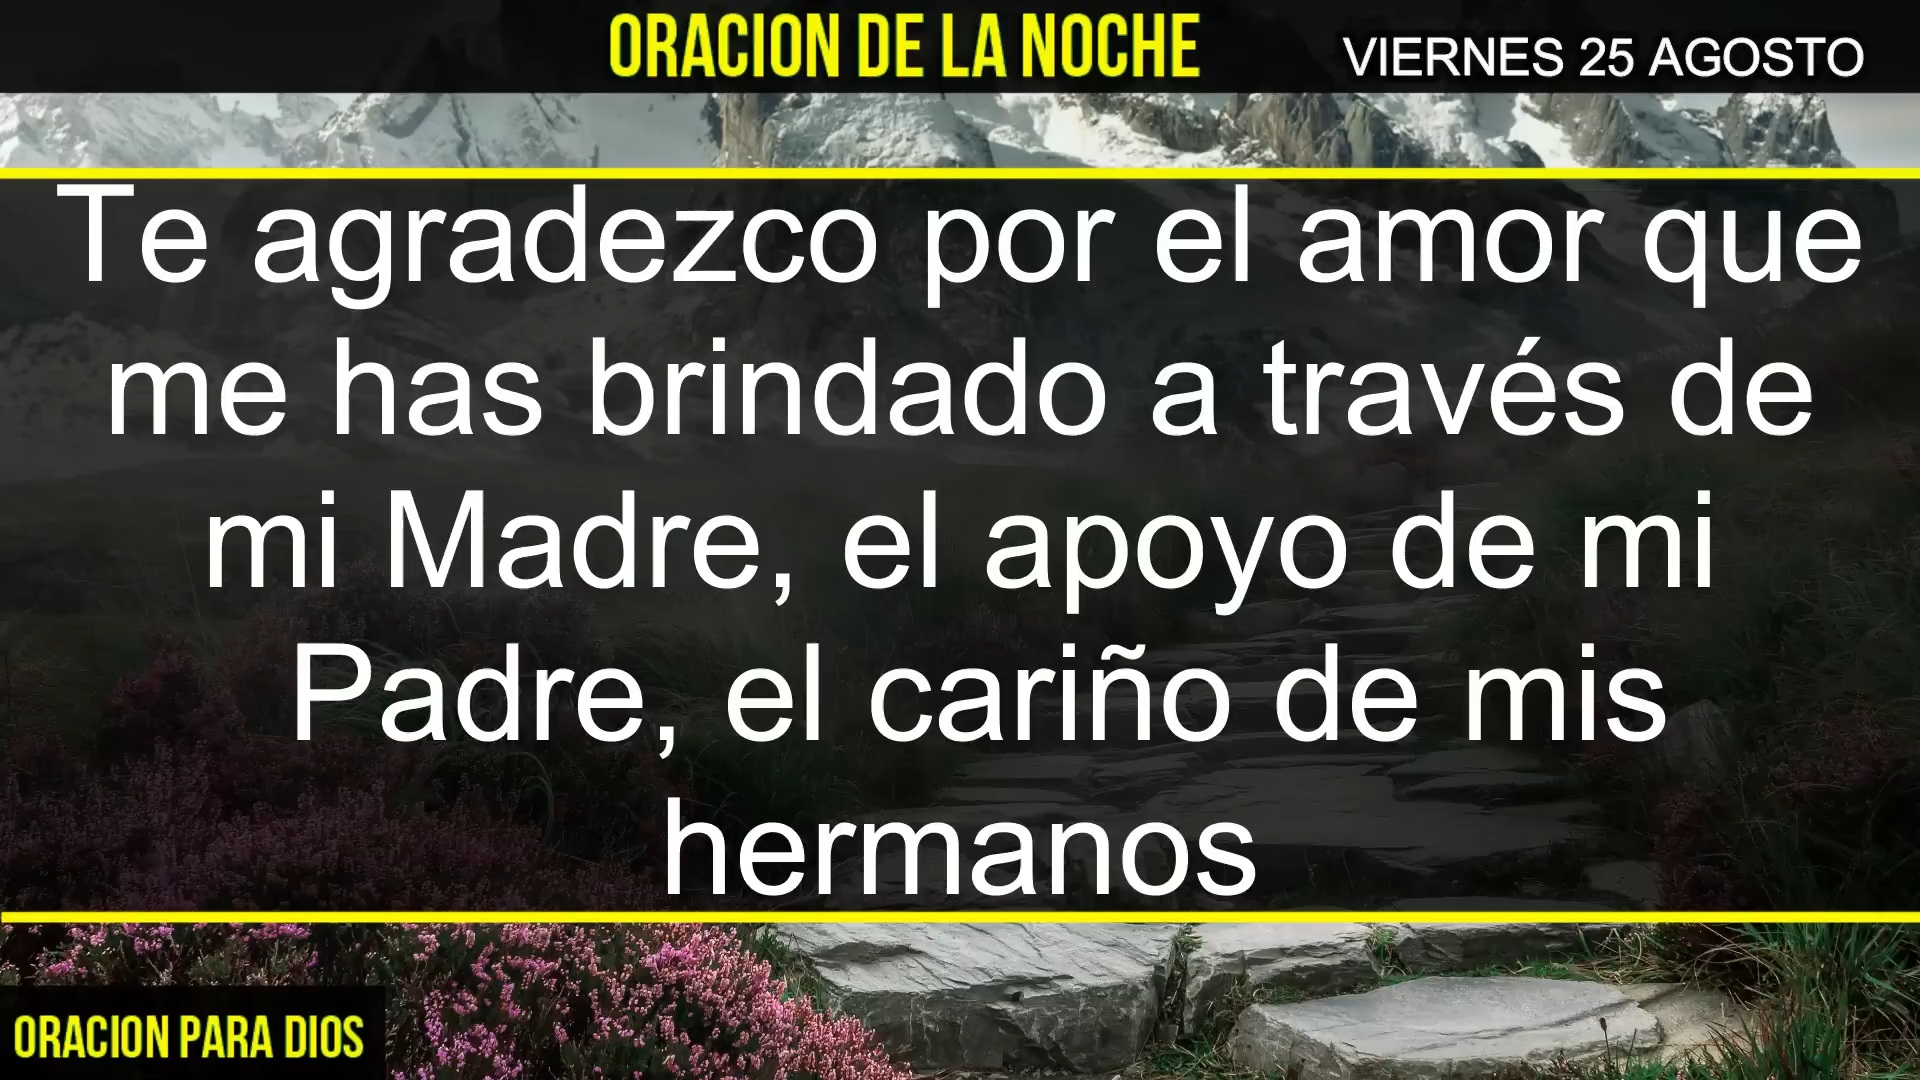 ORACION DE LA NOCHE
VIERNES 25 AGOSTO
Te agradezco por el amor que
me has brindado a través de
mi Madre, el apoyo de mi
Padre, el cariño de mis
hermanos
ORACION PARA DIOS